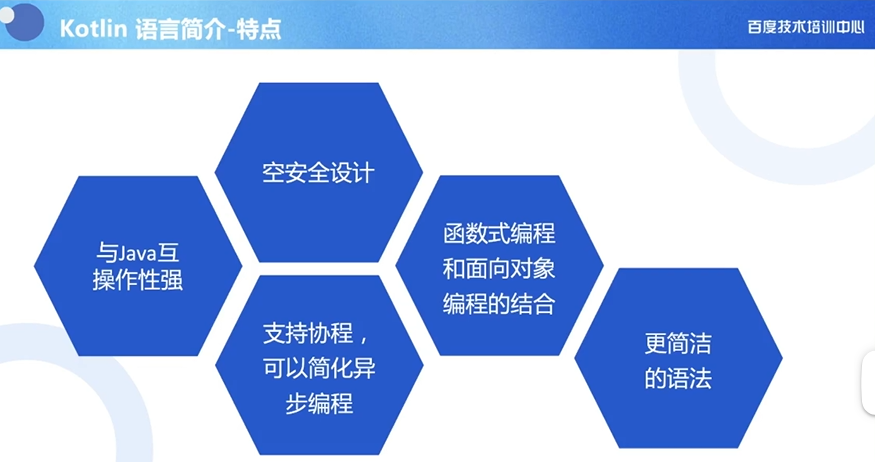 Kotlin 语言简介-特点
百度技术培训中心
空安全设计
与Java互
操作性强
函数式编程
和面向对象
编程的结合
支持协程，
可以简化异
步编程
更简洁
的语法